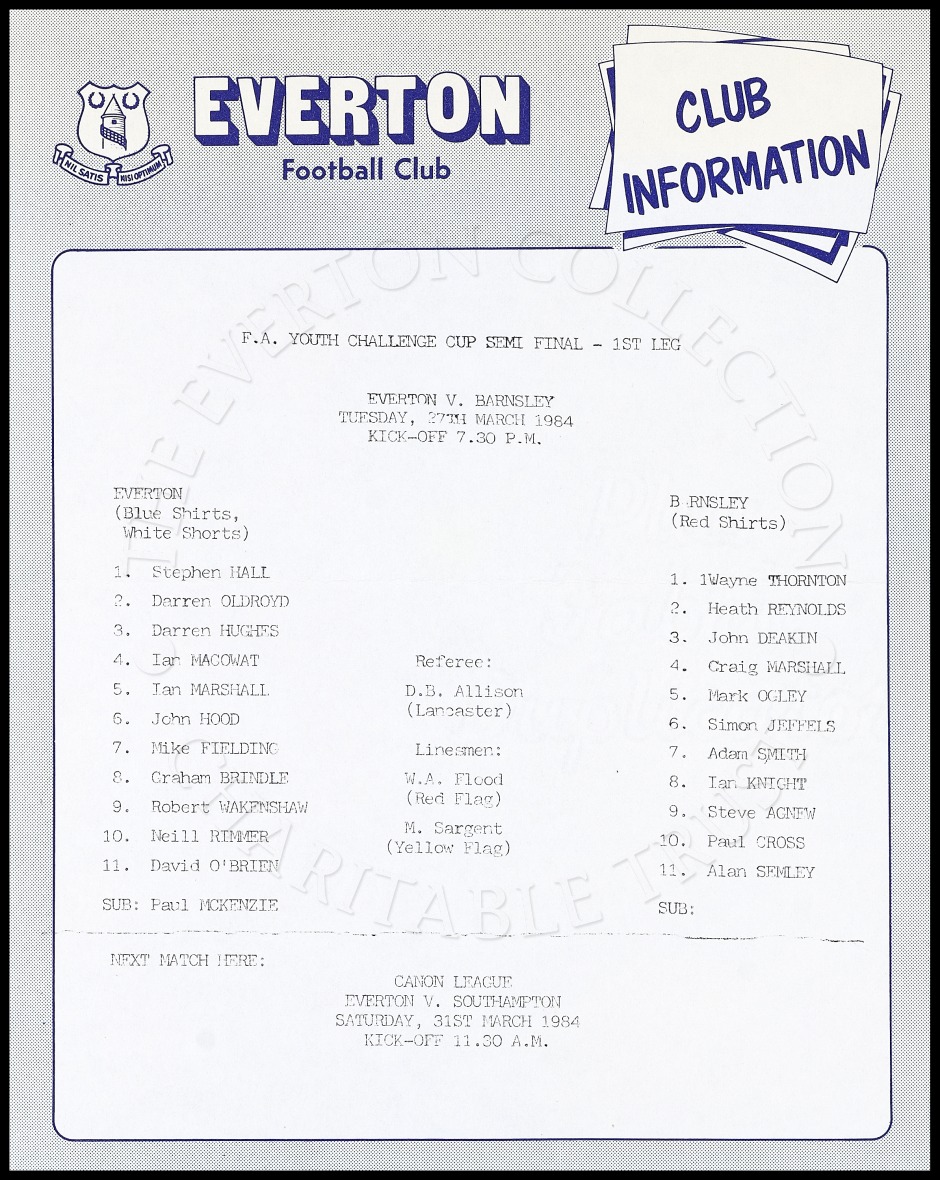 NIL SATIS NISI OPTIMUM
EVERTON
Football Club
CLUB
INFORMATION
F.A. YOUTH CHALLENGE CUP SEMI FINAL - 1ST LEG
EVERTON V. BARNSLEY
TUESDAY, 27TH MARCH 1984
KICK-OFF 7.30 P.M.
EVERTON
(Blue Shirts,
White Shorts)
1. Stephen HALL
2. Darren OLDROYD
3. Darren HUGHES
4. Ian MACOWAT
5. Ian MARSHALL
6. John HOOD
7. Mike FIELDING
8. Graham BRINDLE
9. Robert WAKENSHAW
10. Neill RIMMER
11. David O'BRIEN
SUB: Paul MCKENZIE
Referee:
D.B. Allison
(Lancaster)
Linesmen:
W.A. Flood
(Red Flag)
M. Sargent
(Yellow Flag)
B RNSLEY
(Red Shirts)
1. 1Wayne THORNTON
2. Heath REYNOLDS
3. John DEAKIN
4. Craig MARSHALL
5. Mark OGLEY
6. Simon JEFFELS
7. Adam SMITH
8. Ian KNIGHT
9. Steve AGNEW
10. Paul CROSS
11. Alan SEMLEY
SUB:
NEXT MATCH HERE:
CANON LEAGUE
EVERTON V. SOUTHAMPTON
SATURDAY, 31ST MARCH 1984
KICK-OFF 11.30 A.M.
THE EVERTON COLLECTION
CHARITABLE TRUST